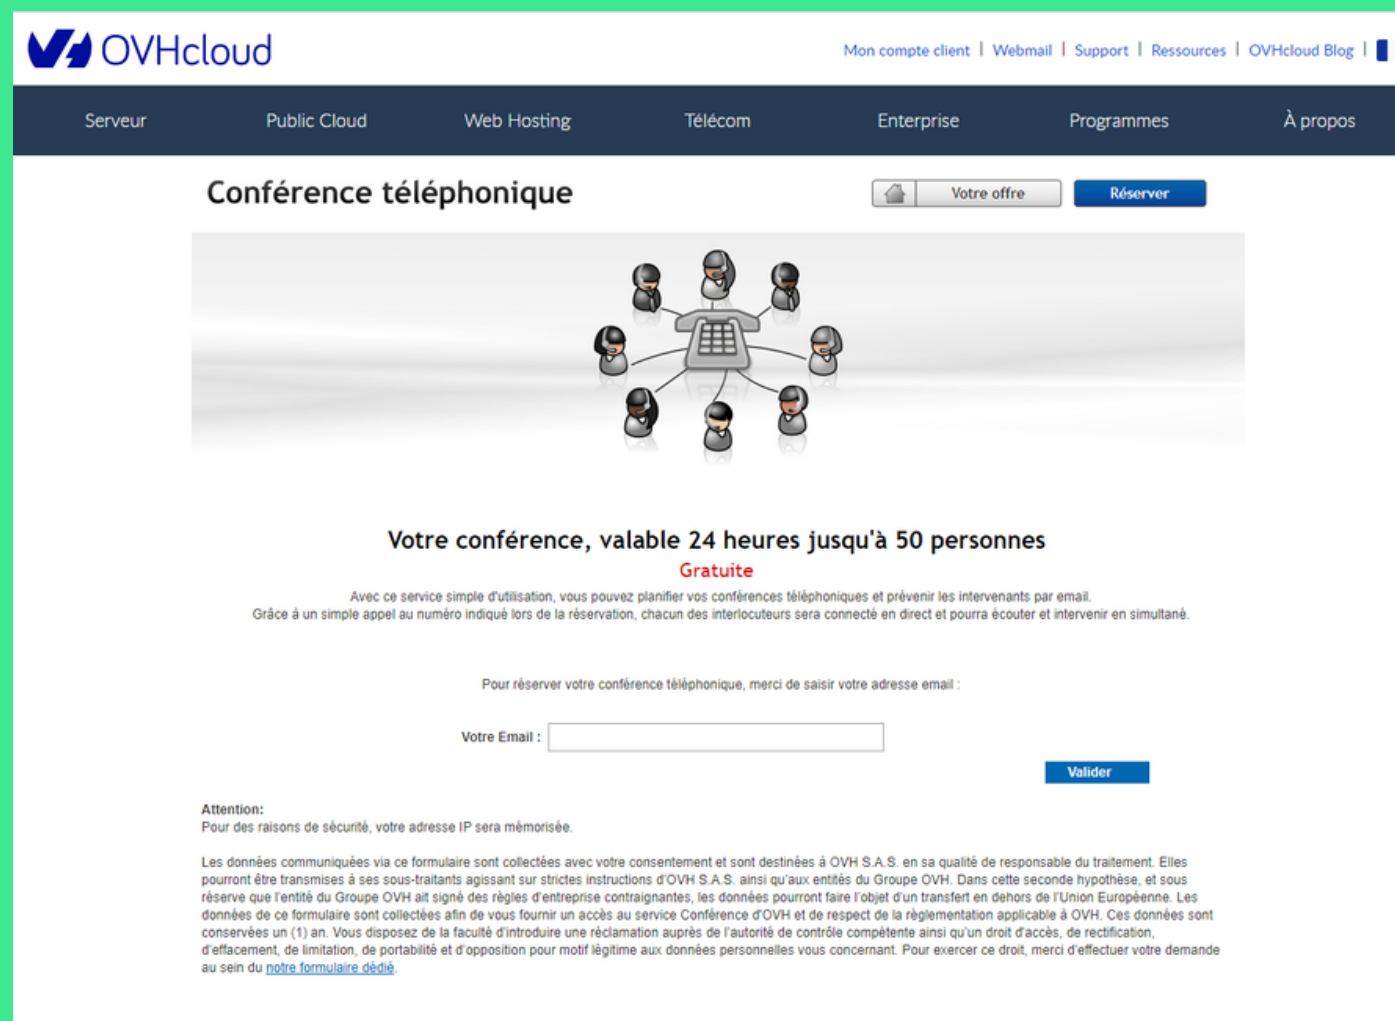 OVHcloud
Mon compte client | Webmail | Support | Ressources | OVHcloud Blog |
Serveur Public Cloud Web Hosting Télécom Enterprise Programmes À propos
Conférence téléphonique
Votre offre
Réserver
Votre conférence, valable 24 heures jusqu'à 50 personnes
Gratuite
Avec ce service simple d'utilisation, vous pouvez planifier vos conférences téléphoniques et prévenir les intervenants par email.
Grâce à un simple appel au numéro indiqué lors de la réservation, chacun des interlocuteurs sera connecté en direct et pourra écouter et intervenir en simultané.
Pour réserver votre conférence téléphonique, merci de saisir votre adresse email :
Votre Email :
Valider
Attention:
Pour des raisons de sécurité, votre adresse IP sera mémorisée.
Les données communiquées via ce formulaire sont collectées avec votre consentement et sont destinées à OVH S.A.S. en sa qualité de responsable du traitement. Elles
pourront être transmises à ses sous-traitants agissant sur strictes instructions d'OVH S.A.S. ainsi qu'aux entités du Groupe OVH. Dans cette seconde hypothèse, et sous
réserve que l'entité du Groupe OVH ait signé des règles d'entreprise contraignantes, les données pourront faire l'objet d'un transfert en dehors de l'Union Européenne. Les
données de ce formulaire sont collectées afin de vous fournir un accès au service Conférence d'OVH et de respect de la règlementation applicable à OVH. Ces données sont
conservées un (1) an. Vous disposez de la faculté d'introduire une réclamation auprès de l'autorité de contrôle compétente ainsi qu'un droit d'accès, de rectification,
d'effacement, de limitation, de portabilité et d'opposition pour motif légitime aux données personnelles vous concernant. Pour exercer ce droit, merci d'effectuer votre demande
au sein du notre formulaire dédié.